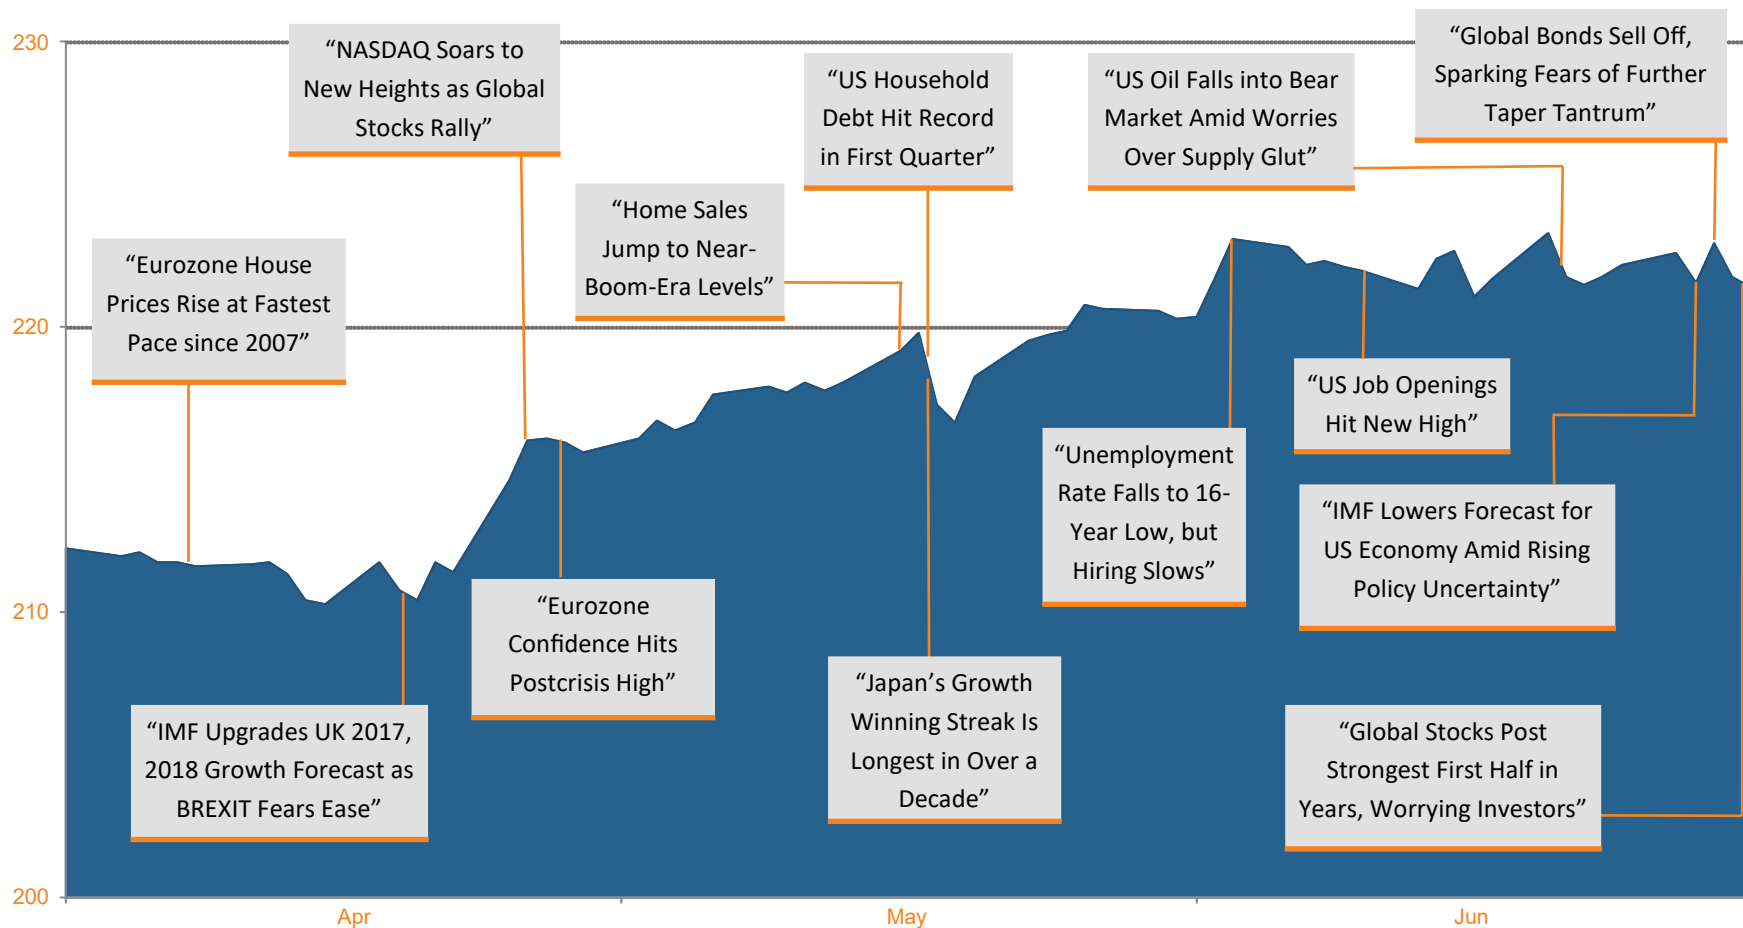 230
220
210
200
“Eurozone House
Prices Rise at Fastest
Pace since 2007”
“IMF Upgrades UK 2017,
2018 Growth Forecast as
BREXIT Fears Ease”
“NASDAQ Soars to
New Heights as Global
Stocks Rally”
“Eurozone
Confidence Hits
Postcrisis High”
“Home Sales
Jump to Near-
Boom-Era Levels”
“US Household
Debt Hit Record
in First Quarter”
“Japan’s Growth
Winning Streak Is
Longest in Over a
Decade”
“Unemployment
Rate Falls to 16-
Year Low, but
Hiring Slows”
“US Oil Falls into Bear
Market Amid Worries
Over Supply Glut”
“US Job Openings
Hit New High”
“IMF Lowers Forecast for
US Economy Amid Rising
Policy Uncertainty”
“Global Bonds Sell Off,
Sparking Fears of Further
Taper Tantrum”
“Global Stocks Post
Strongest First Half in
Years, Worrying Investors”
Apr
May
Jun